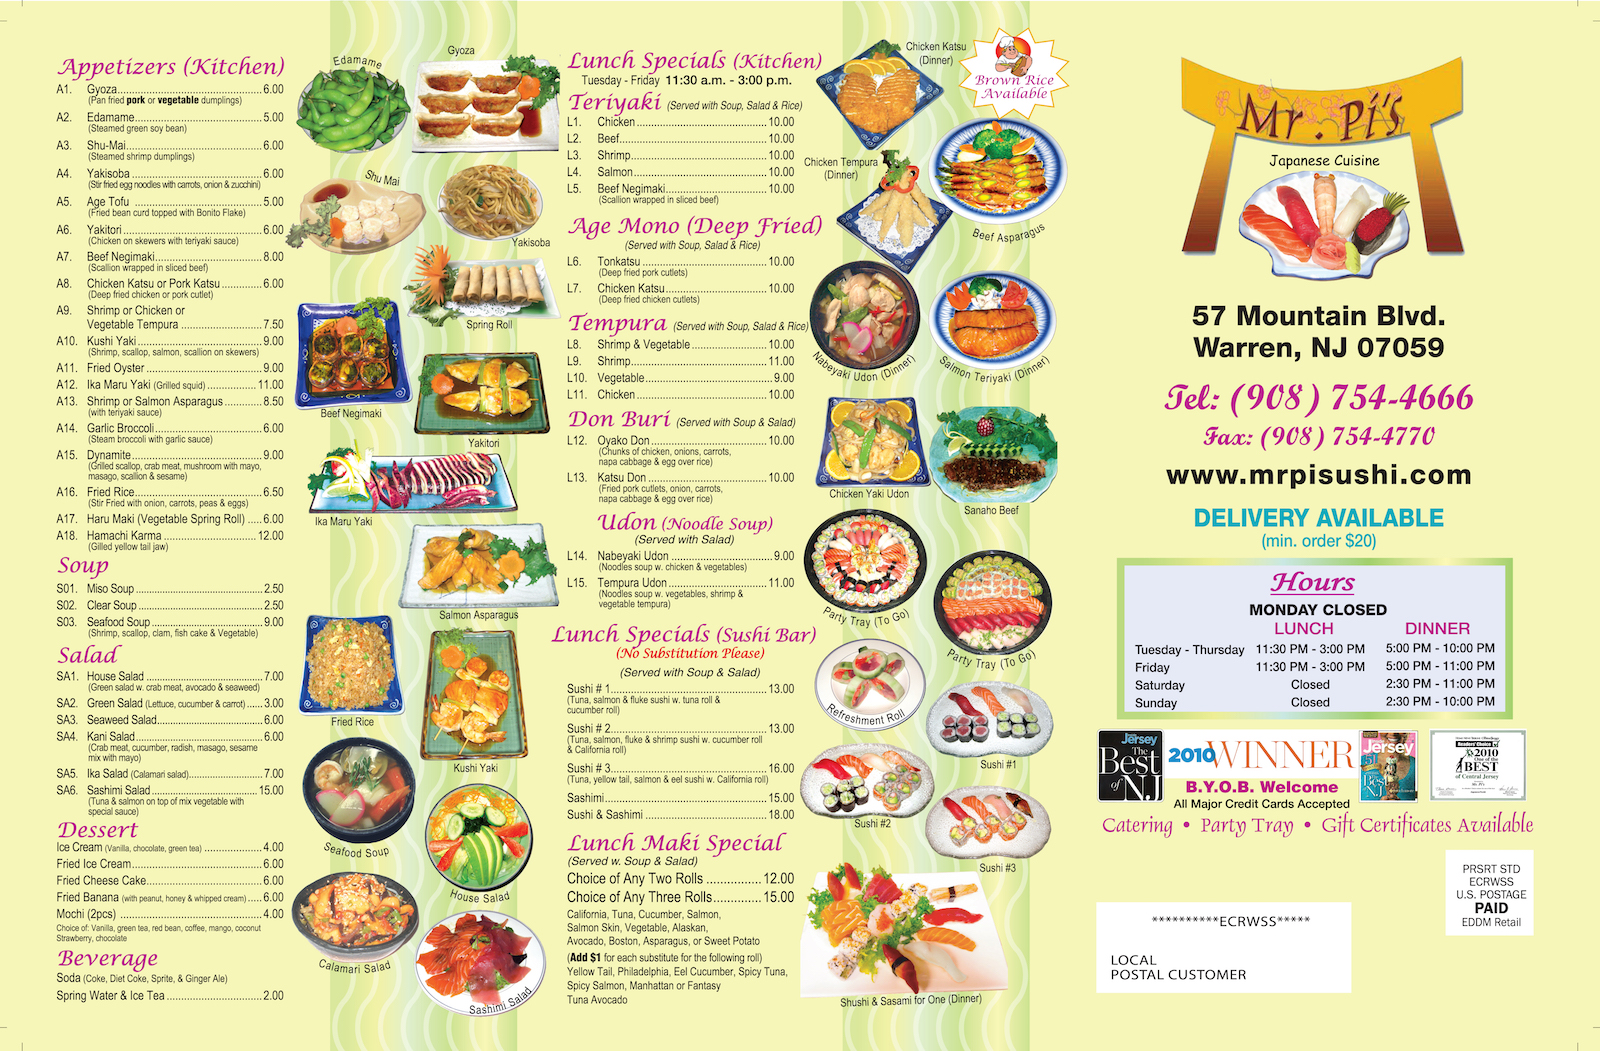 Appetizers (Kitchen)
A1. Gyoza 6.00
(Pan fried pork or vegetable dumplings)
A2. Edamame 5.00
(Steamed green soy bean)
A3. Shu-Mai 6.00
(Steamed shrimp dumplings)
A4. Yakisoba 6.00
(Stir fried egg noodles with carrots, onion & zucchini)
A5. Age Tofu 5.00
(Fried bean curd topped with Bonito Flake)
A6. Yakitori 6.00
(Chicken on skewers with teriyaki sauce)
A7. Beef Negimaki 8.00
(Scallion wrapped in sliced beef)
A8. Chicken Katsu or Pork Katsu 6.00
(Deep fried chicken or pork cutlet)
A9. Shrimp or Chicken or
Vegetable Tempura 7.50
A10. Kushi Yaki 9.00
(Shrimp, scallop, salmon, scallion on skewers)
A11. Fried Oyster 9.00
A12. Ika Maru Yaki (Grilled squid) 11.00
A13. Shrimp or Salmon Asparagus 8.50
(with teriyaki sauce)
A14. Garlic Broccoli 6.00
(Steam broccoli with garlic sauce)
A15. Dynamite 9.00
(Grilled scallop, crab meat, mushroom with mayo,
masago, scallion & sesame)
A16. Fried Rice 6.50
(Stir Fried with onion, carrots, peas & eggs)
A17. Haru Maki (Vegetable Spring Roll) 6.00
A18. Hamachi Karma 12.00
(Gilled yellow tail jaw)
Soup
S01. Miso Soup 2.50
S02. Clear Soup 2.50
S03. Seafood Soup 9.00
(Shrimp, scallop, clam, fish cake & Vegetable)
Salad
SA1. House Salad 7.00
(Green salad w. crab meat, avocado & seaweed)
SA2. Green Salad (Lettuce, cucumber & carrot) 3.00
SA3. Seaweed Salad 6.00
SA4. Kani Salad 6.00
(Crab meat, cucumber, radish, masago, sesame
mix with mayo)
SA5. Ika Salad (Calamari salad) 7.00
SA6. Sashimi Salad 15.00
(Tuna & salmon on top of mix vegetable with
special sauce)
Dessert
Ice Cream (Vanilla, chocolate, green tea) 4.00
Fried Ice Cream 6.00
Fried Cheese Cake 6.00
Fried Banana (with peanut, honey & whipped cream) 6.00
Mochi (2pcs) 4.00
Choice of: Vanilla, green tea, red bean, coffee, mango, coconut
Strawberry, chocolate
Beverage
Soda (Coke, Diet Coke, Sprite, & Ginger Ale)
Spring Water & Ice Tea 2.00
Edamame
Gyoza
Shu Mai
Yakisoba
Spring Roll
Beef Negimaki
Yakitori
Ika Maru Yaki
Salmon Asparagus
Fried Rice
Kushi Yaki
Seafood Soup
House Salad
Calamari Salad
Sashimi Salad
Lunch Specials (Kitchen)
Tuesday - Friday 11:30 a.m. - 3:00 p.m.
Teriyaki (Served with Soup, Salad & Rice)
L1. Chicken 10.00
L2. Beef 10.00
L3. Shrimp 10.00
L4. Salmon 10.00
L5. Beef Negimaki 10.00
(Scallion wrapped in sliced beef)
Age Mono (Deep Fried)
(Served with Soup, Salad & Rice)
L6. Tonkatsu 10.00
(Deep fried pork cutlets)
L7. Chicken Katsu 10.00
(Deep fried chicken cutlets)
Tempura (Served with Soup, Salad & Rice)
L8. Shrimp & Vegetable 10.00
L9. Shrimp 11.00
L10. Vegetable 9.00
L11. Chicken 10.00
Don Buri (Served with Soup & Salad)
L12. Oyako Don 10.00
(Chunks of chicken, onions, carrots,
napa cabbage & egg over rice)
L13. Katsu Don 10.00
(Fried pork cutlets, onion, carrots,
napa cabbage & egg over rice)
Udon (Noodle Soup)
(Served with Salad)
L14. Nabeyaki Udon 9.00
(Noodles soup w. chicken & vegetables)
L15. Tempura Udon 11.00
(Noodles soup w. vegetables, shrimp &
vegetable tempura)
Lunch Specials (Sushi Bar)
(No Substitution Please)
(Served with Soup & Salad)
Sushi # 1 13.00
(Tuna, salmon & fluke sushi w. tuna roll &
cucumber roll)
Sushi # 2 13.00
(Tuna, salmon, fluke & shrimp sushi w. cucumber roll
& California roll)
Sushi # 3 16.00
(Tuna, yellow tail, salmon & eel sushi w. California roll)
Sashimi 15.00
Sushi & Sashimi 18.00
Lunch Maki Special
(Served w. Soup & Salad)
Choice of Any Two Rolls 12.00
Choice of Any Three Rolls 15.00
California, Tuna, Cucumber, Salmon,
Salmon Skin, Vegetable, Alaskan,
Avocado, Boston, Asparagus, or Sweet Potato
(Add $1 for each substitute for the following roll)
Yellow Tail, Philadelphia, Eel Cucumber, Spicy Tuna,
Spicy Salmon, Manhattan or Fantasy
Tuna Avocado
Chicken Katsu
(Dinner)
Brown Rice
Available
Chicken Tempura
(Dinner)
Beef Asparagus
Nabeyaki Udon (Dinner)
Salmon Teriyaki (Dinner)
Chicken Yaki Udon
Sanaho Beef
Party Tray (To Go)
Party Tray (To Go)
Refreshment Roll
Sushi #1
Sushi #2
Sushi #3
Shushi & Sasami for One (Dinner)
Mr. Pi's
Japanese Cuisine
57 Mountain Blvd.
Warren, NJ 07059
Tel: (908) 754-4666
Fax: (908) 754-4770
www.mrpisushi.com
DELIVERY AVAILABLE
(min. order $20)
Hours
MONDAY CLOSED
LUNCH DINNER
Tuesday - Thursday 11:30 PM - 3:00 PM 5:00 PM - 10:00 PM
Friday 11:30 PM - 3:00 PM 5:00 PM - 11:00 PM
Saturday Closed 2:30 PM - 11:00 PM
Sunday Closed 2:30 PM - 10:00 PM
Jersey
The
Best
of N.J
2010 WINNER
B.Y.O.B. Welcome
All Major Credit Cards Accepted
Jersey
Readers' Choice
2010
One of the
BEST
of Central Jersey
Catering • Party Tray • Gift Certificates Available
PRSRT STD
ECRWSS
U.S. POSTAGE
PAID
EDDM Retail
**********ECRWSS*****
LOCAL
POSTAL CUSTOMER